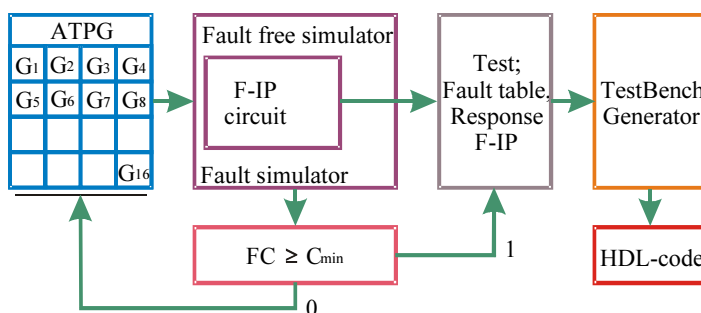 ATPG
G1 G2 G3 G4
G5 G6 G7 G8
G16
Fault free simulator
F-IP
circuit
Fault simulator
Test;
Fault table,
Response
F-IP
TestBench
Generator
FC ≥ Cmin
1
0
HDL-code